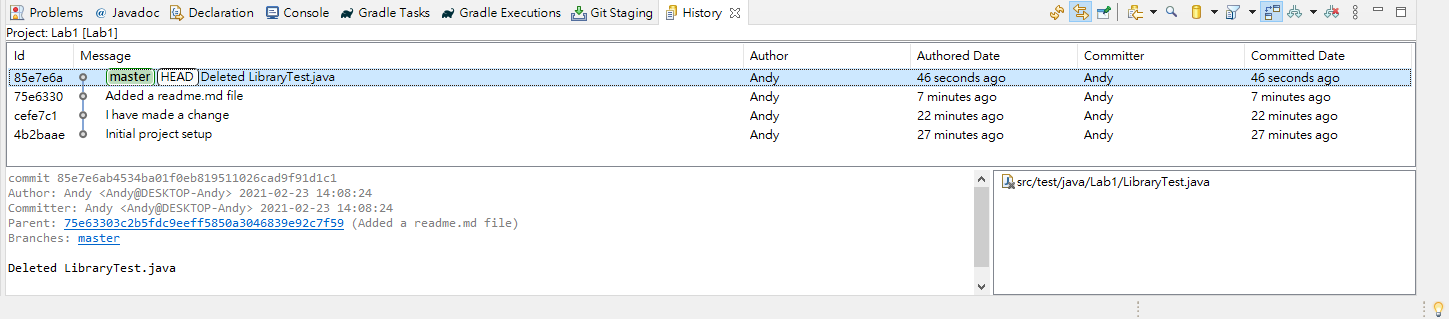 Problems @ Javadoc Declaration Console Gradle Tasks Gradle Executions Git Staging History
Project: Lab1 [Lab1]
Id Message Author Authored Date Committer Committed Date
85e7e6a master HEAD Deleted LibraryTest.java Andy 46 seconds ago Andy 46 seconds ago
75e6330 Added a readme.md file Andy 7 minutes ago Andy 7 minutes ago
cefe7c1 I have made a change Andy 22 minutes ago Andy 22 minutes ago
4b2baae Initial project setup Andy 27 minutes ago Andy 27 minutes ago
commit 85e7e6ab4534ba01f0eb819511026cad9f91d1c1
Author: Andy <Andy@DESKTOP-Andy> 2021-02-23 14:08:24
Committer: Andy <Andy@DESKTOP-Andy> 2021-02-23 14:08:24
Parent: 75e63303c2b5fdc9eeff5850a3046839e92c7f59 (Added a readme.md file)
Branches: master
Deleted LibraryTest.java
src/test/java/Lab1/LibraryTest.java